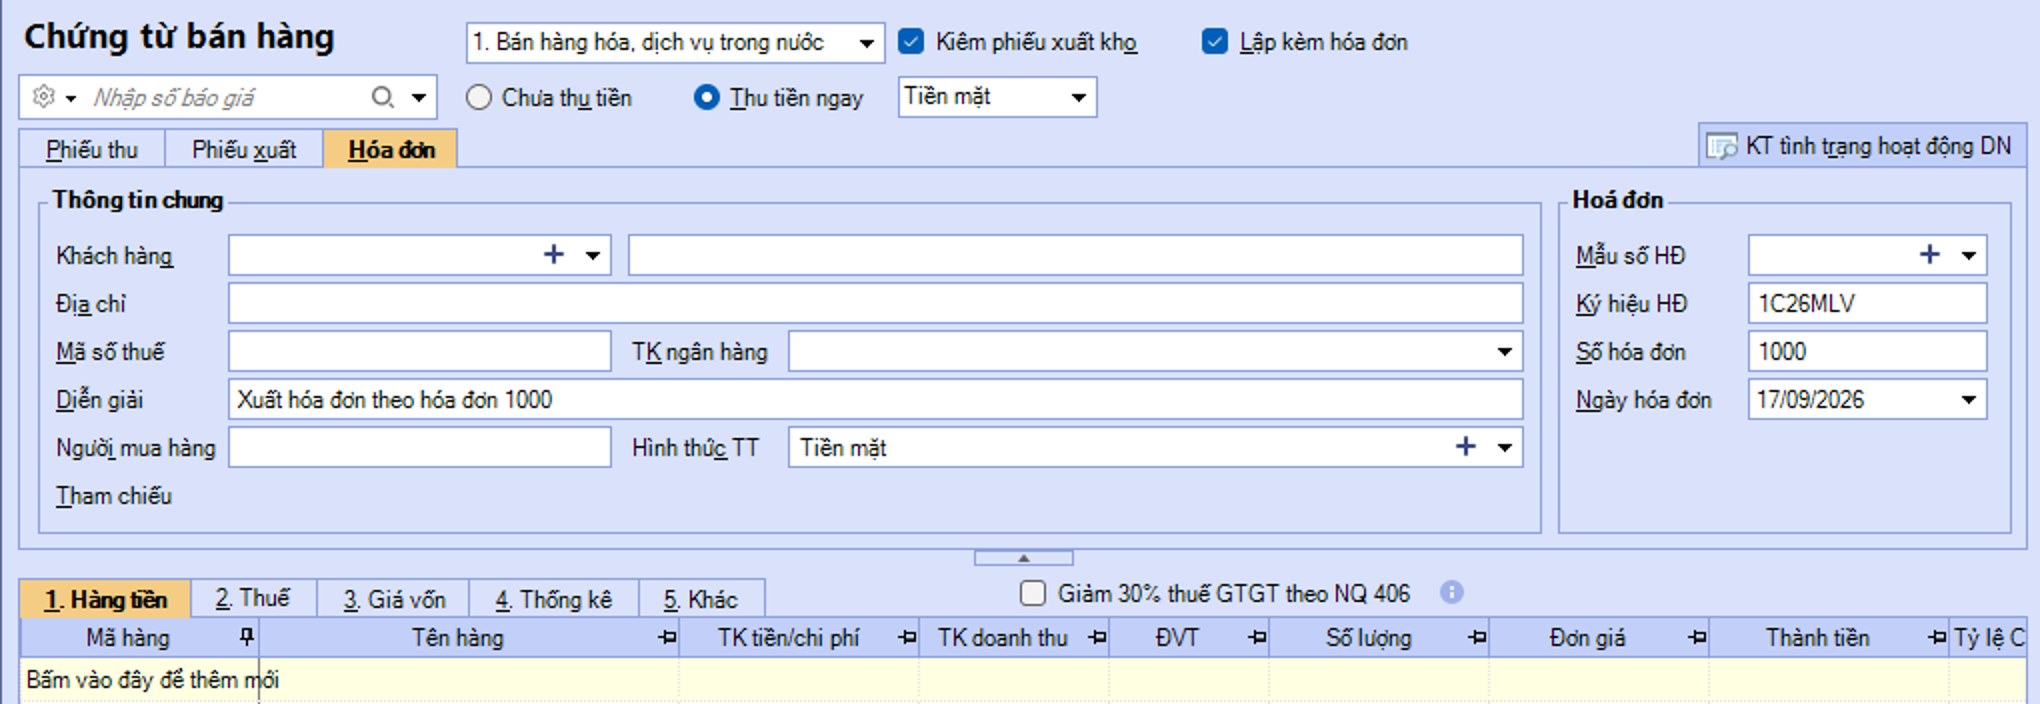 Chứng từ bán hàng
1. Bán hàng hóa, dịch vụ trong nước
Kiêm phiếu xuất kho
Lập kèm hóa đơn
Nhập số báo giá
Chưa thu tiền
Thu tiền ngay
Tiền mặt
Phiếu thu
Phiếu xuất
Hóa đơn
KT tình trạng hoạt động DN
Thông tin chung
Hoá đơn
Khách hàng
Mẫu số HĐ
Địa chỉ
Ký hiệu HĐ
1C26MLV
Mã số thuế
TK ngân hàng
Số hóa đơn
1000
Diễn giải
Xuất hóa đơn theo hóa đơn 1000
Ngày hóa đơn
17/09/2026
Người mua hàng
Hình thức TT
Tiền mặt
Tham chiếu
1. Hàng tiền
2. Thuế
3. Giá vốn
4. Thống kê
5. Khác
Giảm 30% thuế GTGT theo NQ 406
Mã hàng
Tên hàng
TK tiền/chi phí
TK doanh thu
ĐVT
Số lượng
Đơn giá
Thành tiền
Tỷ lệ C
Bấm vào đây để thêm mới